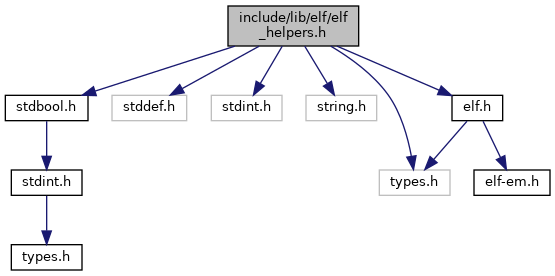 include/lib/elf/elf
_helpers.h
stdbool.h
stddef.h
stdint.h
string.h
elf.h
stdint.h
types.h
elf-em.h
types.h